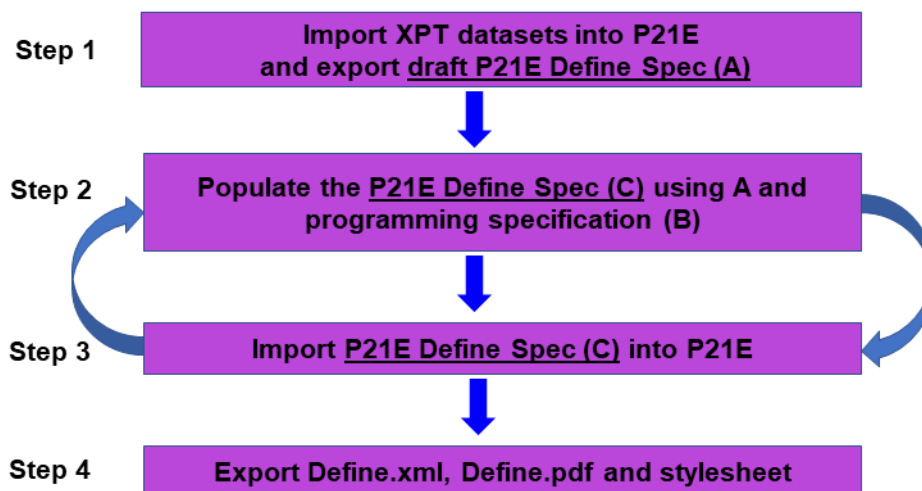 Step 1
Import XPT datasets into P21E
and export draft P21E Define Spec (A)
Step 2
Populate the P21E Define Spec (C) using A and
programming specification (B)
Step 3
Import P21E Define Spec (C) into P21E
Step 4
Export Define.xml, Define.pdf and stylesheet